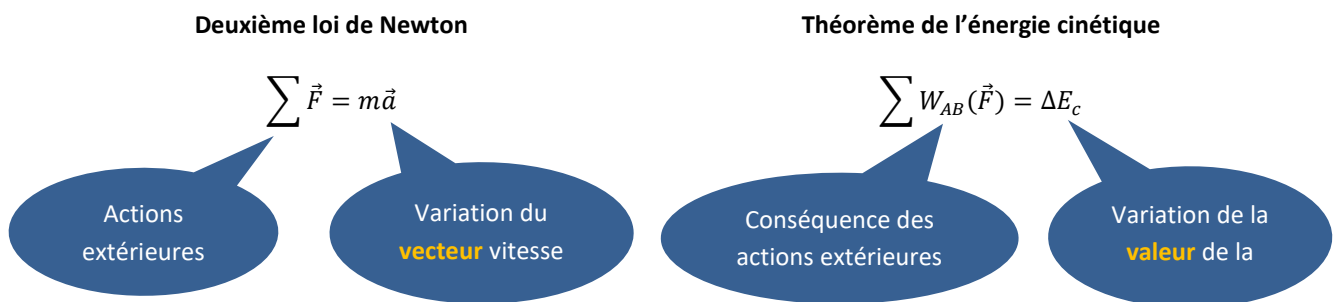 Deuxième loi de Newton
Théorème de l’énergie cinétique
∑ F⃗ = ma⃗
∑ W_AB(F⃗) = ΔE_c
Actions
extérieures
Variation du
vecteur vitesse
Conséquence des
actions extérieures
Variation de la
valeur de la